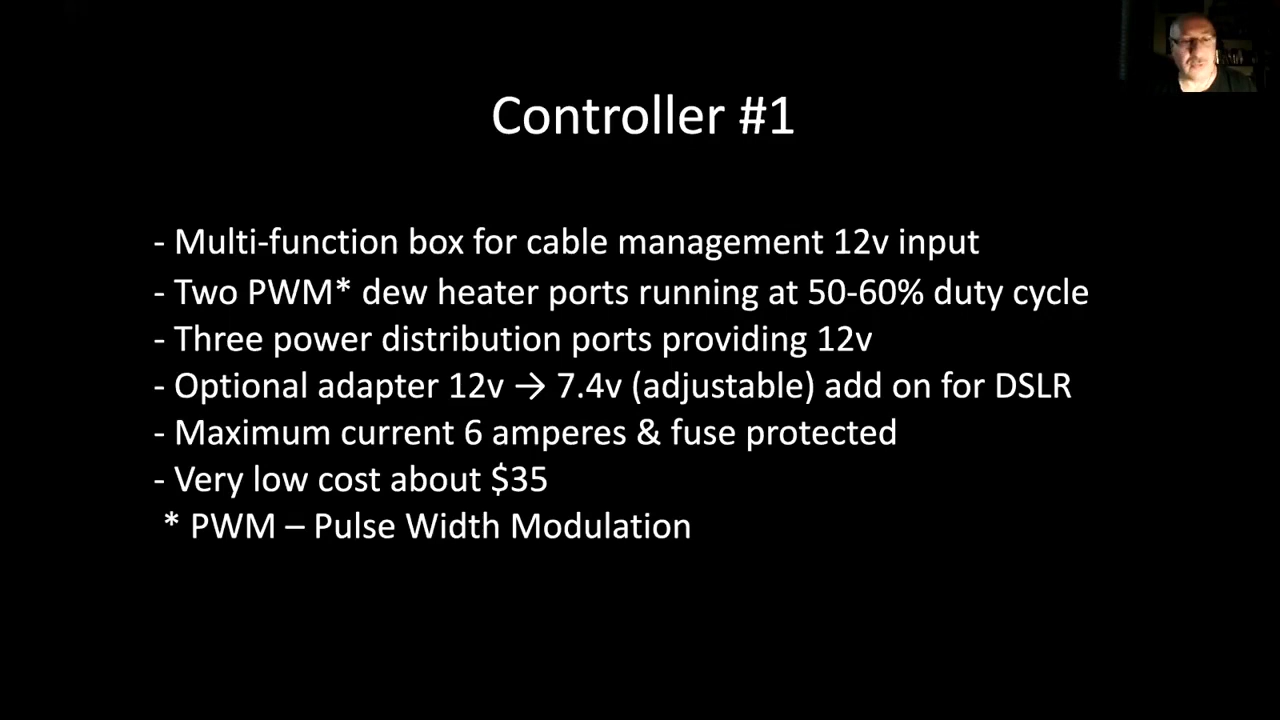 Controller #1
- Multi-function box for cable management 12v input
- Two PWM* dew heater ports running at 50-60% duty cycle
- Three power distribution ports providing 12v
- Optional adapter 12v → 7.4v (adjustable) add on for DSLR
- Maximum current 6 amperes & fuse protected
- Very low cost about $35
* PWM – Pulse Width Modulation